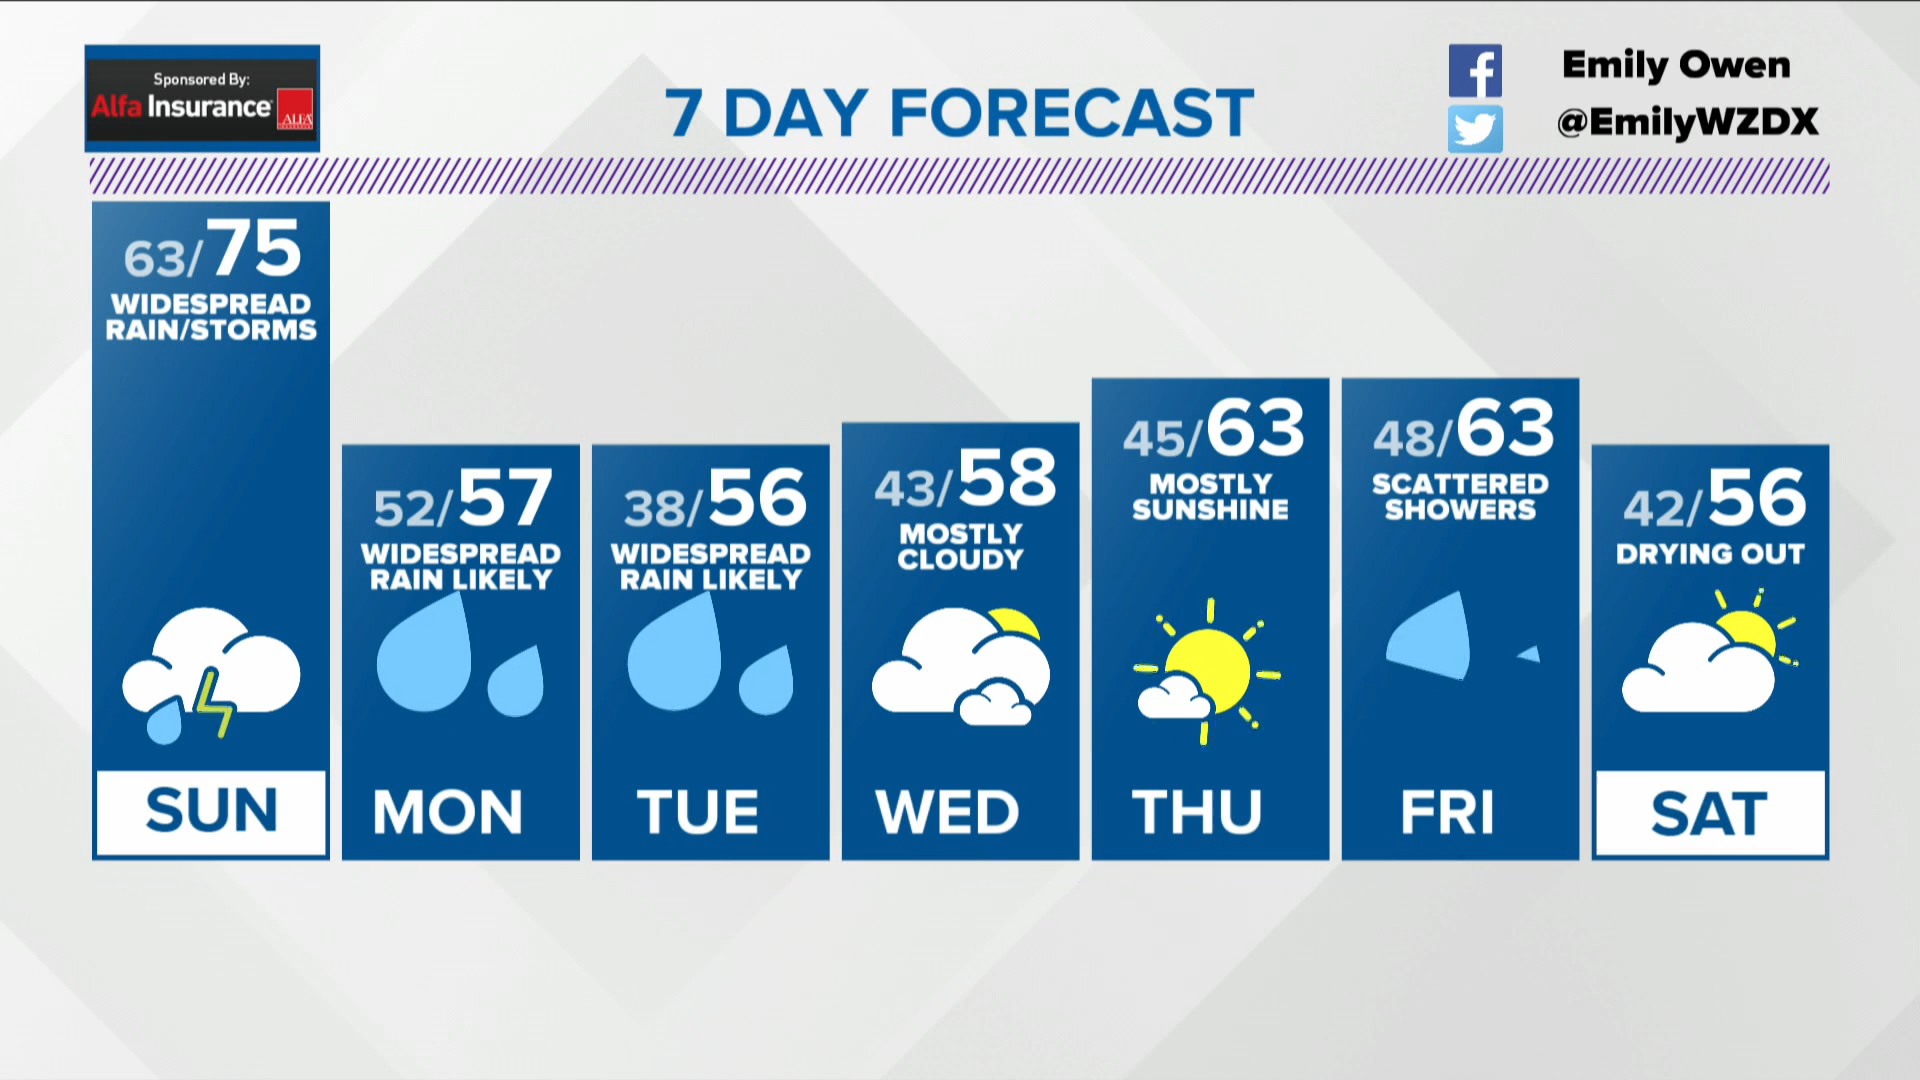 Sponsored By:
Alfa Insurance
ALFA
7 DAY FORECAST
Emily Owen
@EmilyWZDX
63/75
WIDESPREAD
RAIN/STORMS
SUN
52/57
WIDESPREAD
RAIN LIKELY
MON
38/56
WIDESPREAD
RAIN LIKELY
TUE
43/58
MOSTLY
CLOUDY
WED
45/63
MOSTLY
SUNSHINE
THU
48/63
SCATTERED
SHOWERS
FRI
42/56
DRYING OUT
SAT